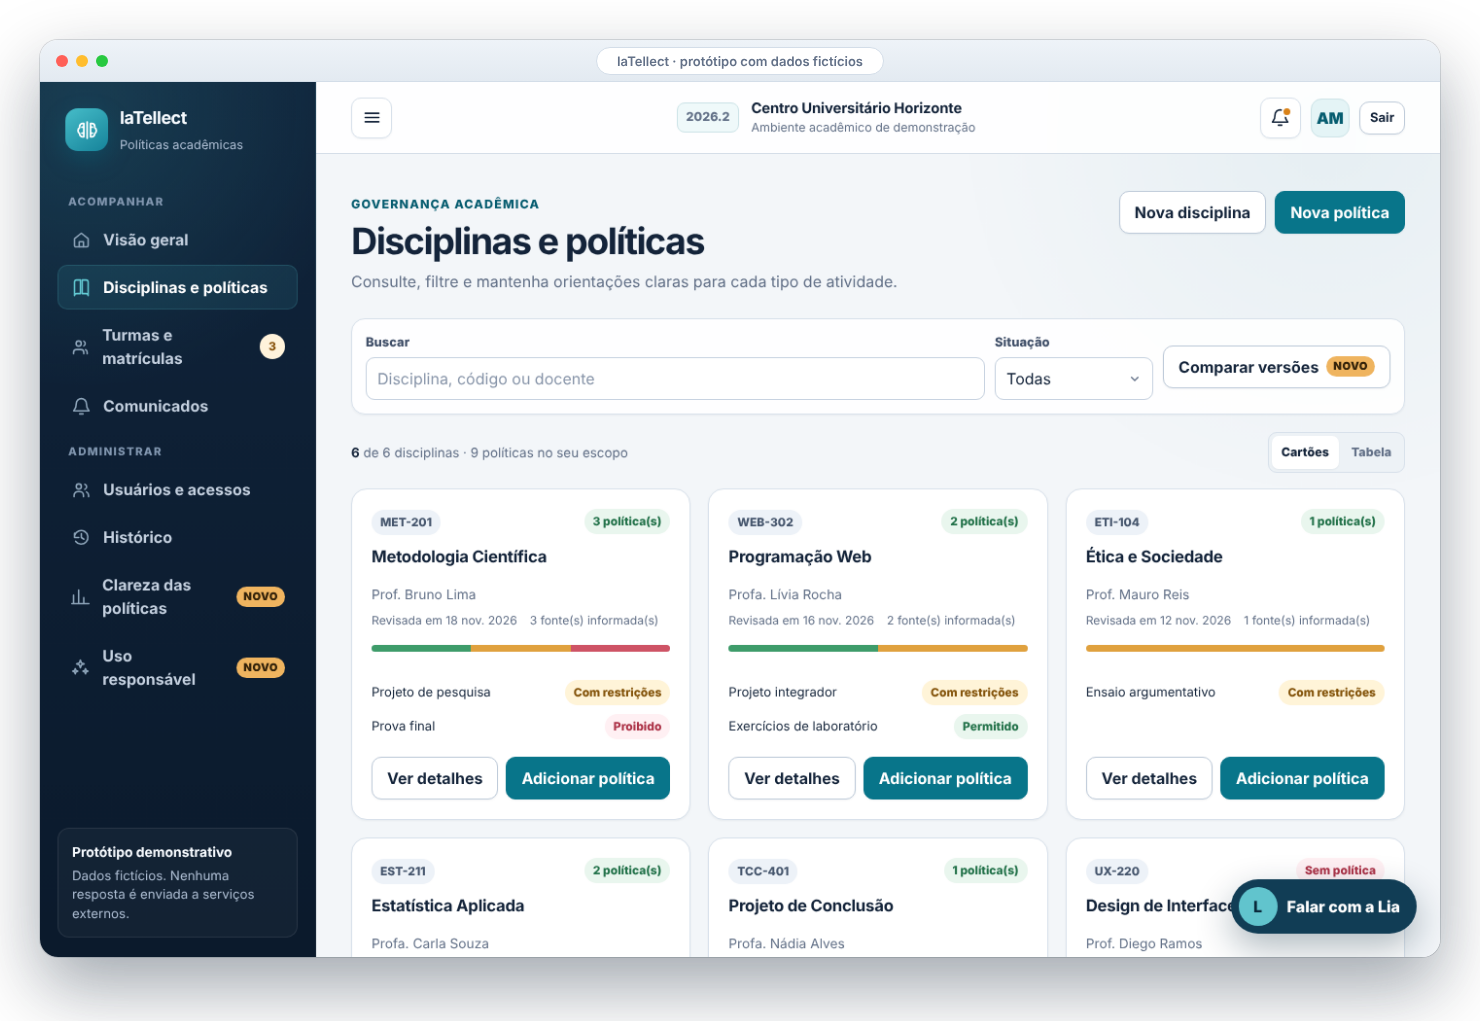 IaTellect · protótipo com dados fictícios
IaTellect
Políticas acadêmicas
ACOMPANHAR
Visão geral
Disciplinas e políticas
Turmas e
matrículas
3
Comunicados
ADMINISTRAR
Usuários e acessos
Histórico
Clareza das
políticas
NOVO
Uso
responsável
NOVO
Protótipo demonstrativo
Dados fictícios. Nenhuma
resposta é enviada a serviços
externos.
2026.2
Centro Universitário Horizonte
Ambiente acadêmico de demonstração
AM
Sair
GOVERNANÇA ACADÊMICA
Disciplinas e políticas
Consulte, filtre e mantenha orientações claras para cada tipo de atividade.
Nova disciplina
Nova política
Buscar
Disciplina, código ou docente
Situação
Todas
Comparar versões NOVO
6 de 6 disciplinas · 9 políticas no seu escopo
Cartões
Tabela
MET-201
3 política(s)
Metodologia Científica
Prof. Bruno Lima
Revisada em 18 nov. 2026 3 fonte(s) informada(s)
Projeto de pesquisa
Com restrições
Prova final
Proibido
Ver detalhes
Adicionar política
WEB-302
2 política(s)
Programação Web
Profa. Lívia Rocha
Revisada em 16 nov. 2026 2 fonte(s) informada(s)
Projeto integrador
Com restrições
Exercícios de laboratório
Permitido
Ver detalhes
Adicionar política
ETI-104
1 política(s)
Ética e Sociedade
Prof. Mauro Reis
Revisada em 12 nov. 2026 1 fonte(s) informada(s)
Ensaio argumentativo
Com restrições
Ver detalhes
Adicionar política
EST-211
2 política(s)
Estatística Aplicada
Profa. Carla Souza
TCC-401
1 política(s)
Projeto de Conclusão
Profa. Nádia Alves
UX-220
Sem política
Design de Interface
Prof. Diego Ramos
L
Falar com a Lia